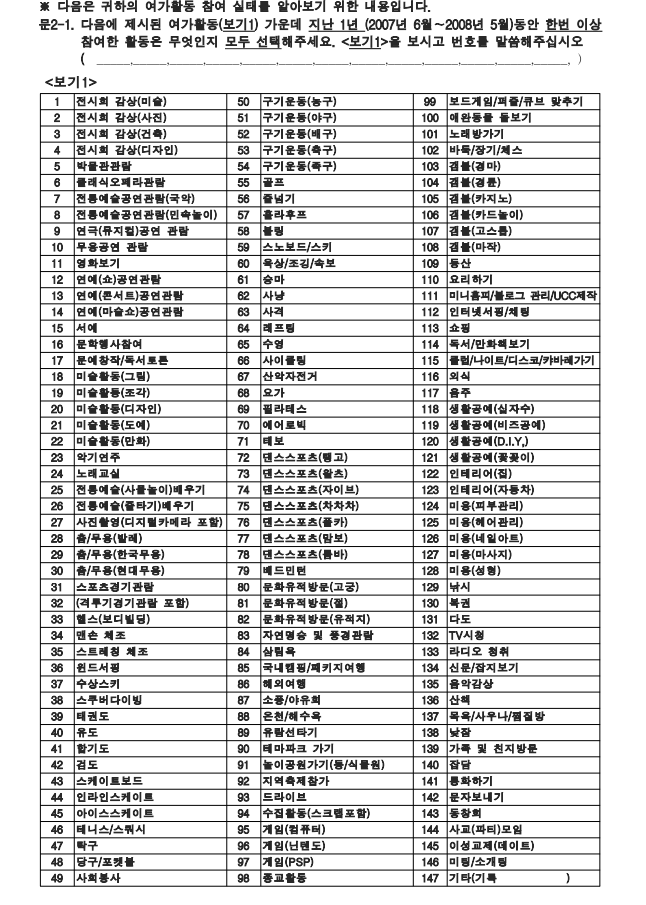 ※ 다음은 귀하의 여가활동 참여 실태를 알아보기 위한 내용입니다.
문2-1. 다음에 제시된 여가활동(보기1) 가운데 지난 1년 (2007년 6월~2008년 5월)동안 한번 이상
참여한 활동은 무엇인지 모두 선택해주세요. <보기1>을 보시고 번호를 말씀해주십시오
( _____,_____,_____,_____,_____,_____,_____,_____,_____,_____,_____,_____, )
<보기1>
1 전시회 감상(미술) 50 구기운동(농구) 99 보드게임/퍼즐/큐브 맞추기
2 전시회 감상(사진) 51 구기운동(야구) 100 애완동물 돌보기
3 전시회 감상(건축) 52 구기운동(배구) 101 노래방가기
4 전시회 감상(디자인) 53 구기운동(축구) 102 바둑/장기/체스
5 박물관관람 54 구기운동(족구) 103 겜블(경마)
6 클래식오페라관람 55 골프 104 겜블(경륜)
7 전통예술공연관람(국악) 56 줄넘기 105 겜블(카지노)
8 전통예술공연관람(민속놀이) 57 훌라후프 106 겜블(카드놀이)
9 연극(뮤지컬)공연 관람 58 볼링 107 겜블(고스톱)
10 무용공연 관람 59 스노보드/스키 108 겜블(마작)
11 영화보기 60 육상/조깅/속보 109 등산
12 연예(쇼)공연관람 61 승마 110 요리하기
13 연예(콘서트)공연관람 62 사냥 111 미니홈피/블로그 관리/UCC제작
14 연예(마술쇼)공연관람 63 사격 112 인터넷서핑/채팅
15 서예 64 래프팅 113 쇼핑
16 문학행사참여 65 수영 114 독서/만화책보기
17 문예창작/독서토론 66 사이클링 115 클럽/나이트/디스코/캬바레가기
18 미술활동(그림) 67 산악자전거 116 외식
19 미술활동(조각) 68 요가 117 음주
20 미술활동(디자인) 69 필라테스 118 생활공예(십자수)
21 미술활동(도예) 70 에어로빅 119 생활공예(비즈공예)
22 미술활동(만화) 71 태보 120 생활공예(D.I.Y.)
23 악기연주 72 댄스스포츠(탱고) 121 생활공예(꽃꽂이)
24 노래교실 73 댄스스포츠(왈츠) 122 인테리어(집)
25 전통예술(사물놀이)배우기 74 댄스스포츠(자이브) 123 인테리어(자동차)
26 전통예술(줄타기)배우기 75 댄스스포츠(차차차) 124 미용(피부관리)
27 사진촬영(디지털카메라 포함) 76 댄스스포츠(폴카) 125 미용(헤어관리)
28 춤/무용(발레) 77 댄스스포츠(맘보) 126 미용(네일아트)
29 춤/무용(한국무용) 78 댄스스포츠(룸바) 127 미용(마사지)
30 춤/무용(현대무용) 79 배드민턴 128 미용(성형)
31 스포츠경기관람 80 문화유적방문(고궁) 129 낚시
32 (격투기경기관람 포함) 81 문화유적방문(절) 130 복권
33 헬스(보디빌딩) 82 문화유적방문(유적지) 131 다도
34 맨손 체조 83 자연명승 및 풍경관람 132 TV시청
35 스트레칭 체조 84 삼림욕 133 라디오 청취
36 윈드서핑 85 국내캠핑/패키지여행 134 신문/잡지보기
37 수상스키 86 해외여행 135 음악감상
38 스쿠버다이빙 87 소풍/야유회 136 산책
39 태권도 88 온천/해수욕 137 목욕/사우나/찜질방
40 유도 89 유람선타기 138 낮잠
41 합기도 90 테마파크 가기 139 가족 및 친지방문
42 검도 91 놀이공원가기(동/식물원) 140 잡담
43 스케이트보드 92 지역축제참가 141 통화하기
44 인라인스케이트 93 드라이브 142 문자보내기
45 아이스스케이트 94 수집활동(스크랩포함) 143 동창회
46 테니스/스쿼시 95 게임(컴퓨터) 144 사교(파티)모임
47 탁구 96 게임(닌텐도) 145 이성교제(데이트)
48 당구/포켓볼 97 게임(PSP) 146 미팅/소개팅
49 사회봉사 98 종교활동 147 기타(기록 )